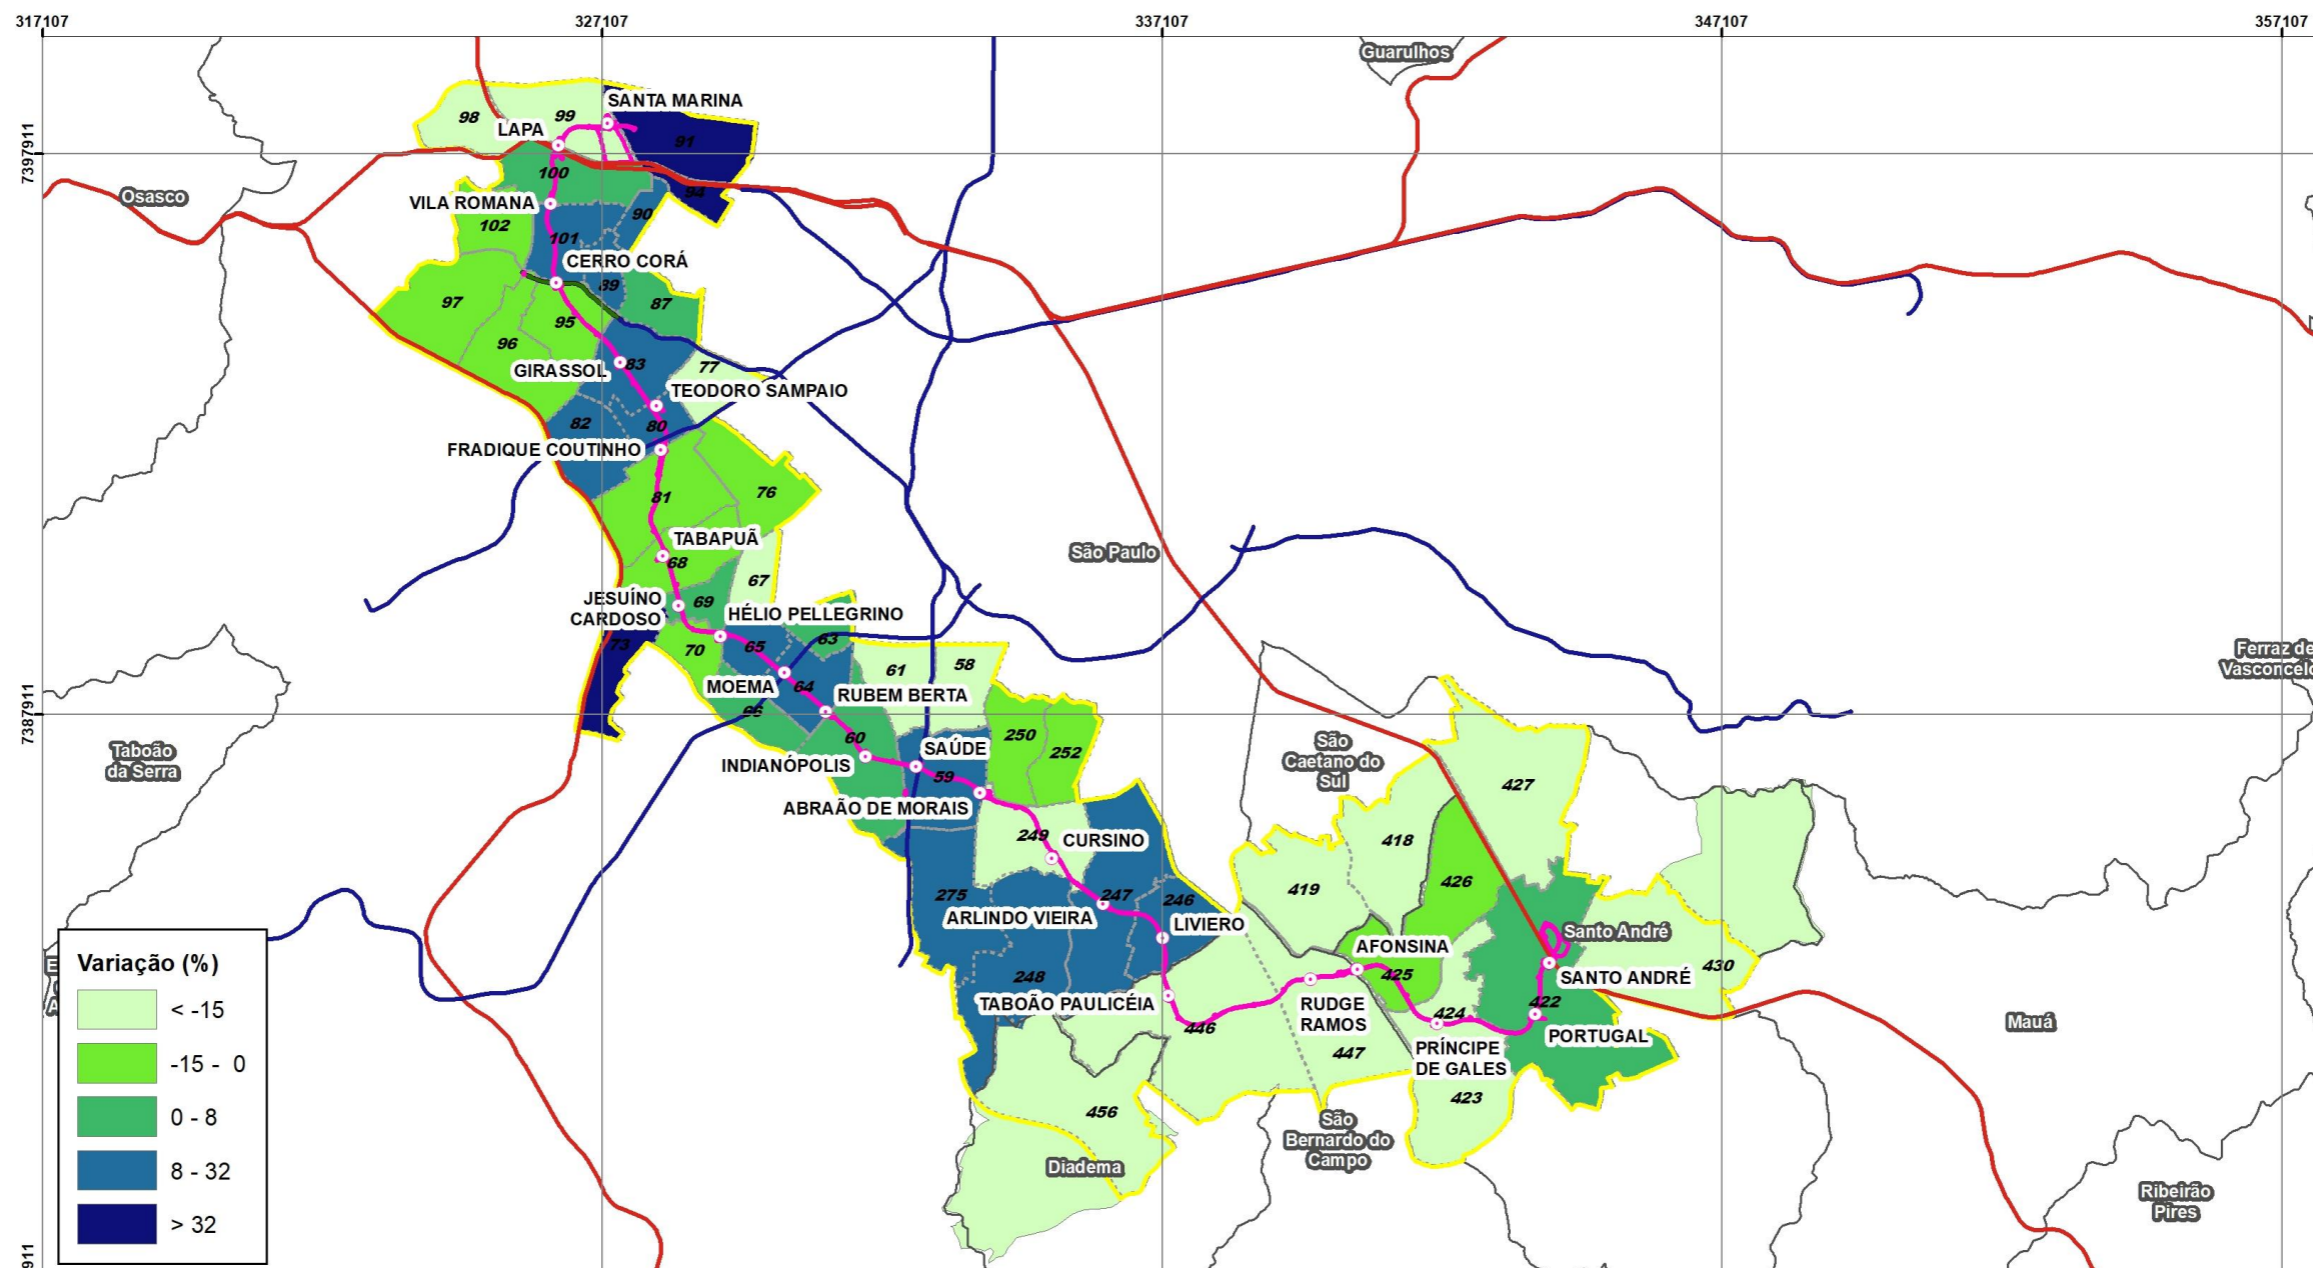 317107
327107
337107
347107
357107
Guarulhos
SANTA MARINA
98
99
LAPA
91
7397911
100
94
Osasco
VILA ROMANA
90
102
101
CERRO CORÁ
89
97
87
95
96
GIRASSOL
83
77
TEODORO SAMPAIO
82
80
FRADIQUE COUTINHO
81
76
TABAPUÃ
São Paulo
68
67
JESUÍNO
CARDOSO
69
HÉLIO PELLEGRINO
73
70
65
63
61
58
Ferraz de
MOEMA
64
RUBEM BERTA
66
7387911
60
250
252
INDIANÓPOLIS
SAÚDE
59
Taboão
da Serra
São
Caetano do
Sul
427
ABRAÃO DE MORAIS
249
CURSINO
418
419
426
275
247
246
ARLINDO VIEIRA
LIVIERO
AFONSINA
Santo André
430
248
425
SANTO ANDRÉ
TABOÃO
PAULICÉIA
446
RUDGE
RAMOS
447
424
422
PORTUGAL
PRÍNCIPE
DE GALES
423
Mauá
456
Diadema
São
Bernardo do
Campo
Ribeirão
Pires
Variação (%)
< -15
-15 - 0
0 - 8
8 - 32
> 32